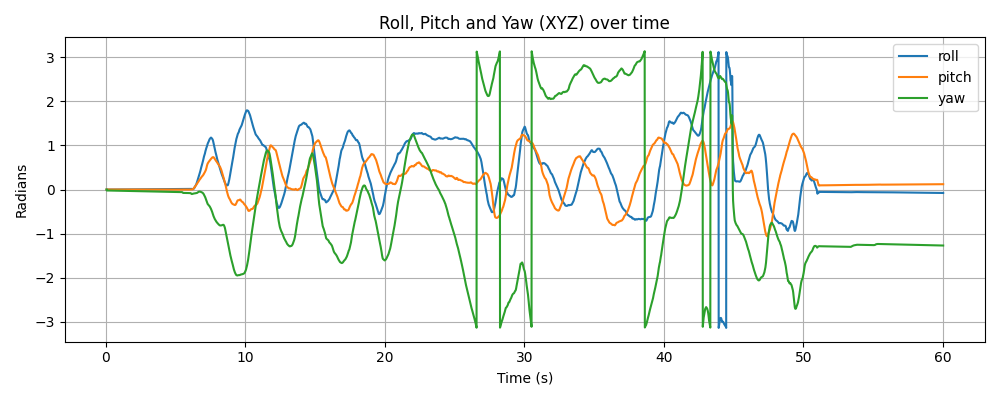 Roll, Pitch and Yaw (XYZ) over time
Radians
3
2
1
0
−1
−2
−3
roll
pitch
yaw
0 10 20 30 40 50 60
Time (s)